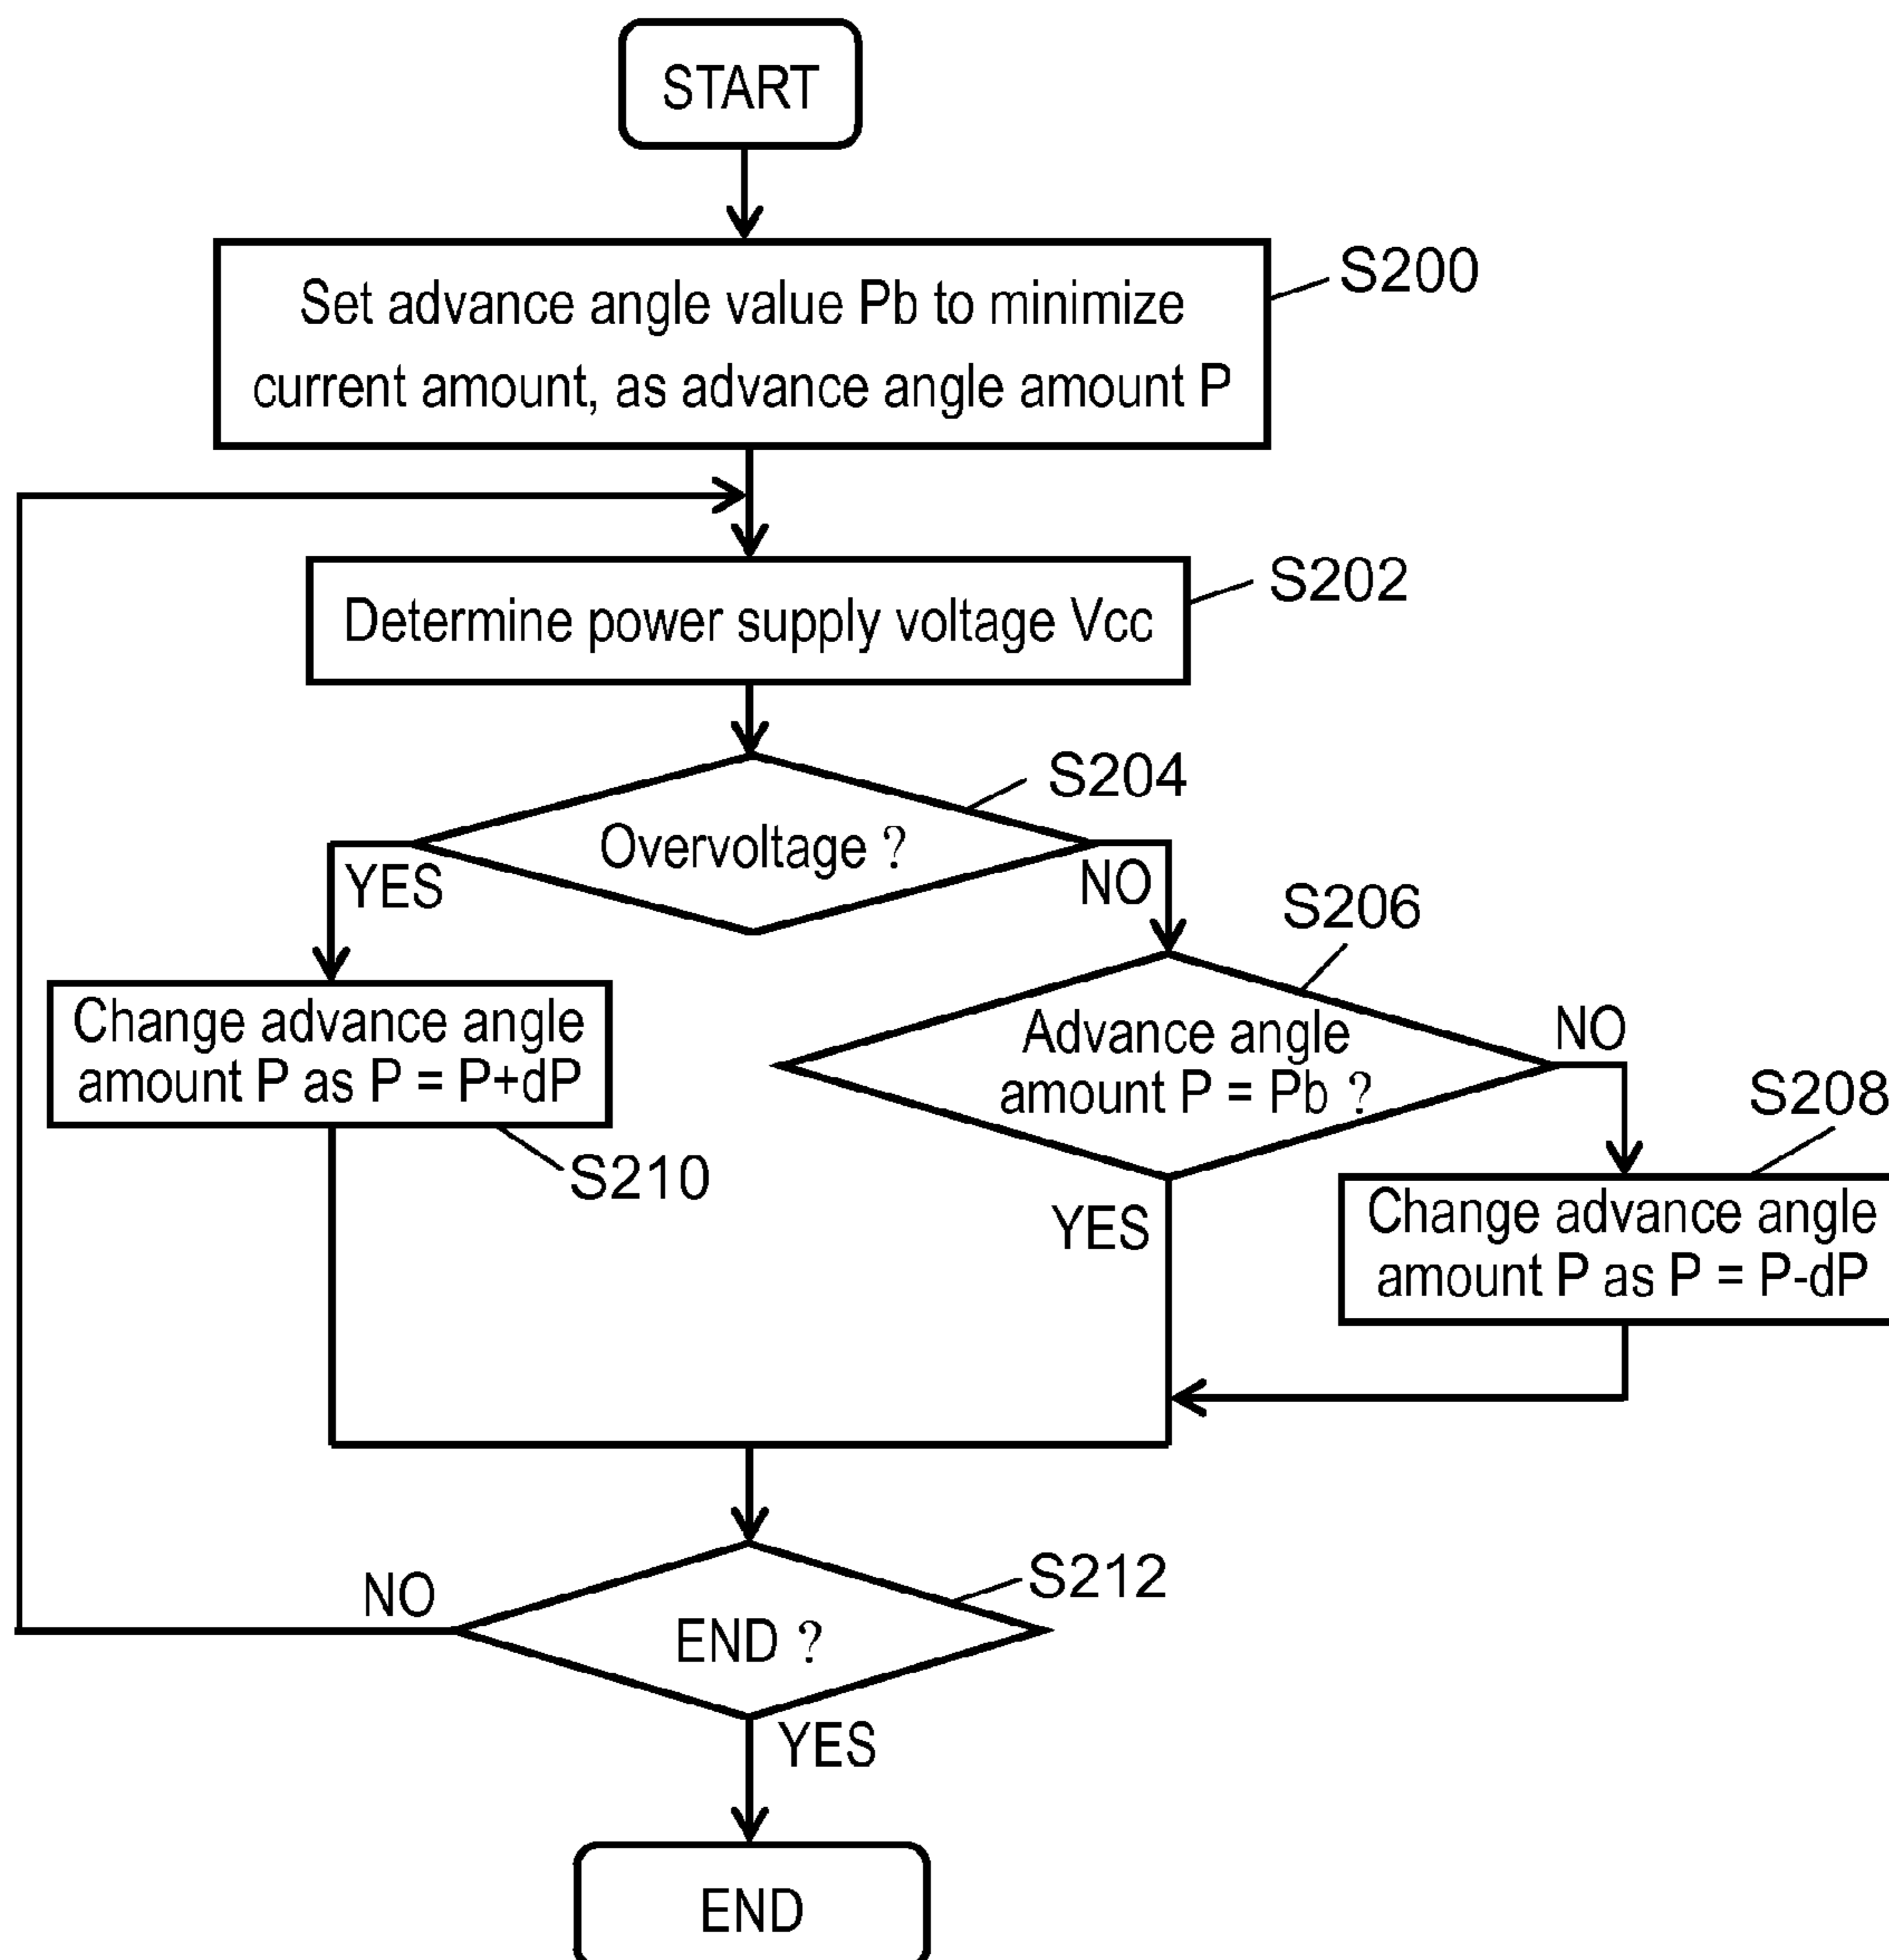 START
Set advance angle value Pb to minimize
current amount, as advance angle amount P
S200
Determine power supply voltage Vcc
S202
Overvoltage ?
S204
YES
NO
S206
Advance angle
amount P = Pb ?
NO
YES
Change advance angle
amount P as P = P+dP
S210
S208
Change advance angle
amount P as P = P-dP
END ?
S212
NO
YES
END